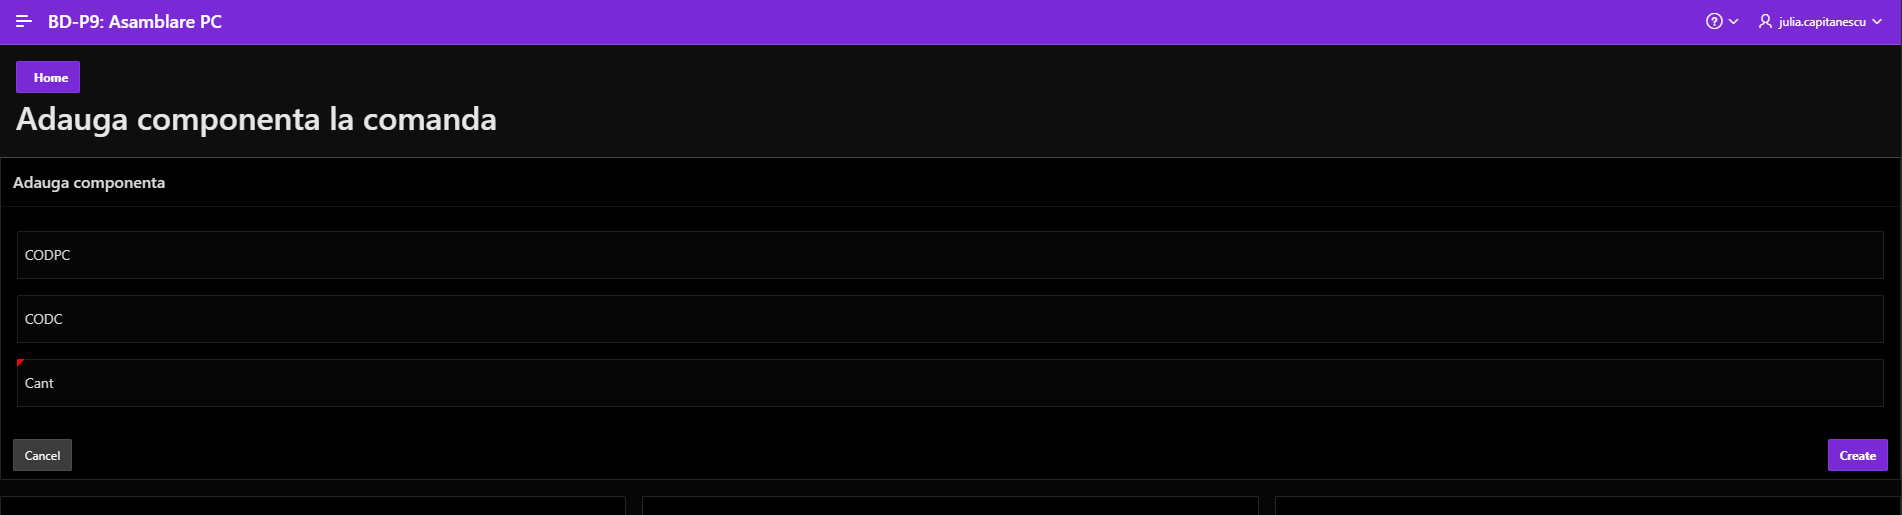 BD-P9: Asamblare PC
julia.capitanescu
Home
Adauga componenta la comanda
Adauga componenta
CODPC
CODC
Cant
Cancel
Create